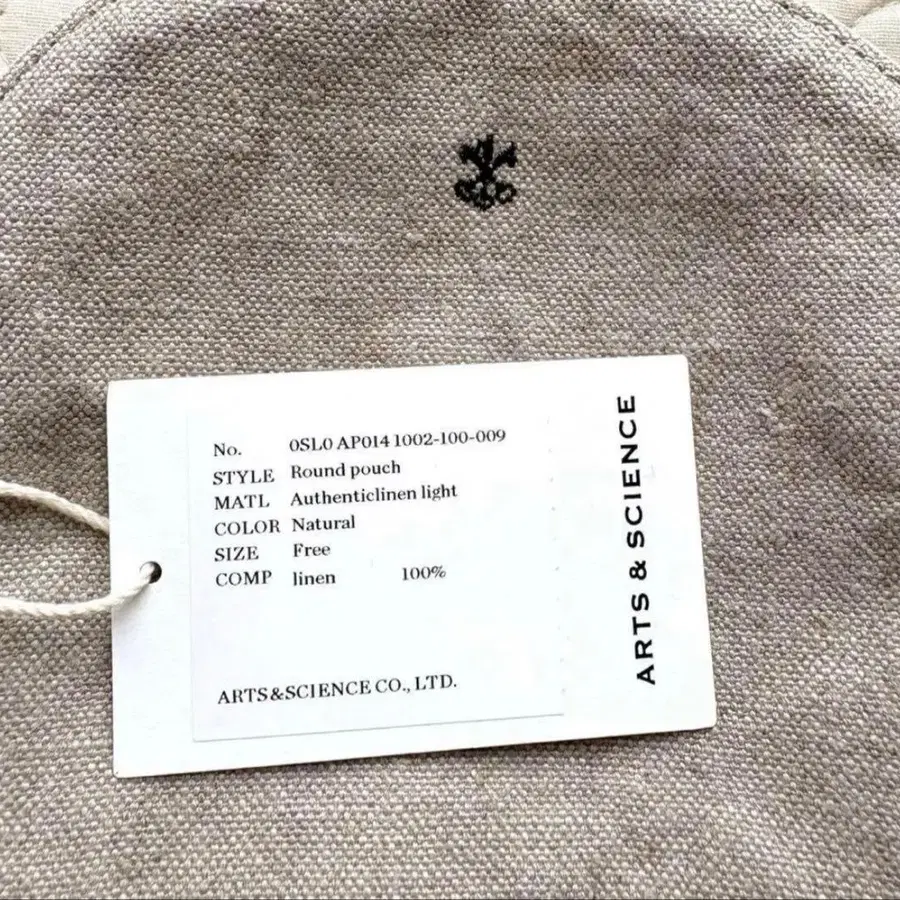 No. 0SL0 AP014 1002-100-009
STYLE Round pouch
MATL Authenticlinen light
COLOR Natural
SIZE Free
COMP linen 100%
ARTS&SCIENCE CO., LTD.
ARTS & SCIENCE